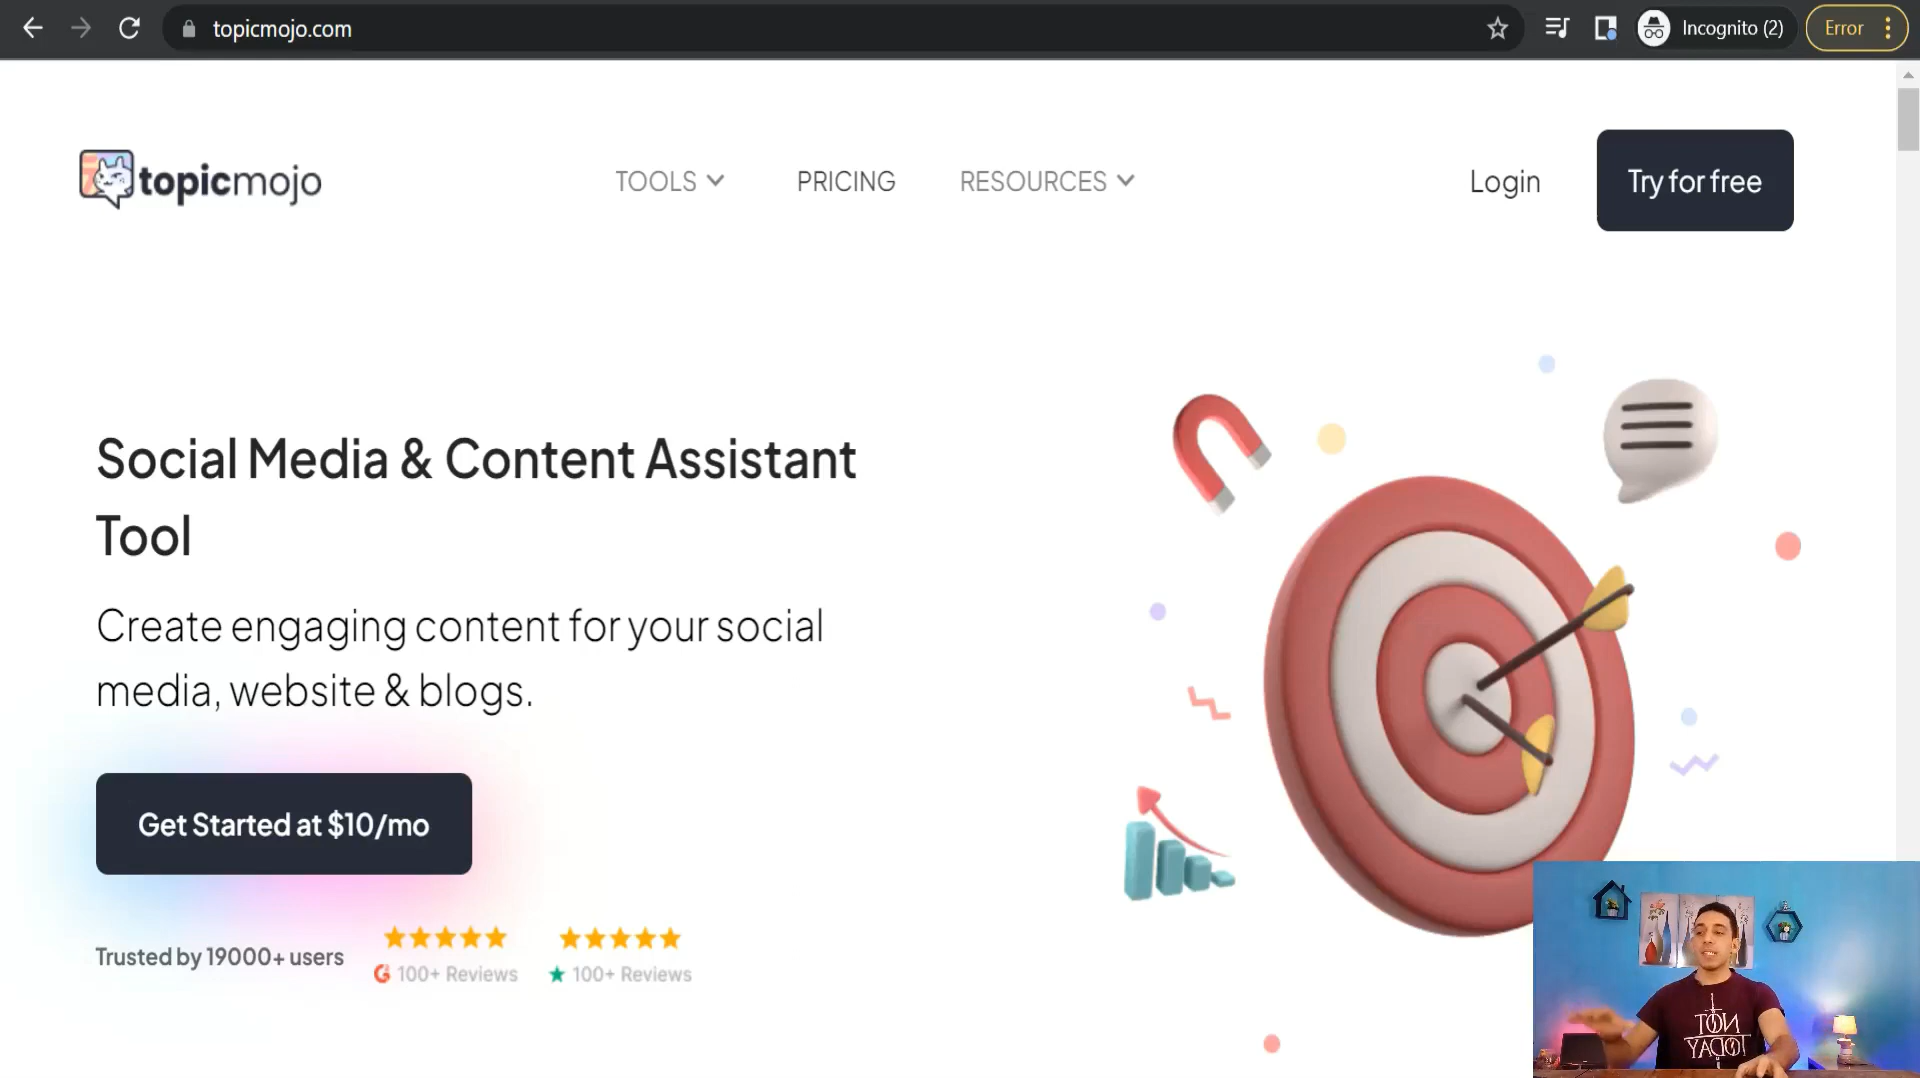 topicmojo.com
Incognito (2)
Error
topicmojo
TOOLS
PRICING
RESOURCES
Login
Try for free
Social Media & Content Assistant
Tool
Create engaging content for your social
media, website & blogs.
Get Started at $10/mo
Trusted by 19000+ users
100+ Reviews
100+ Reviews
NOT
TODAY